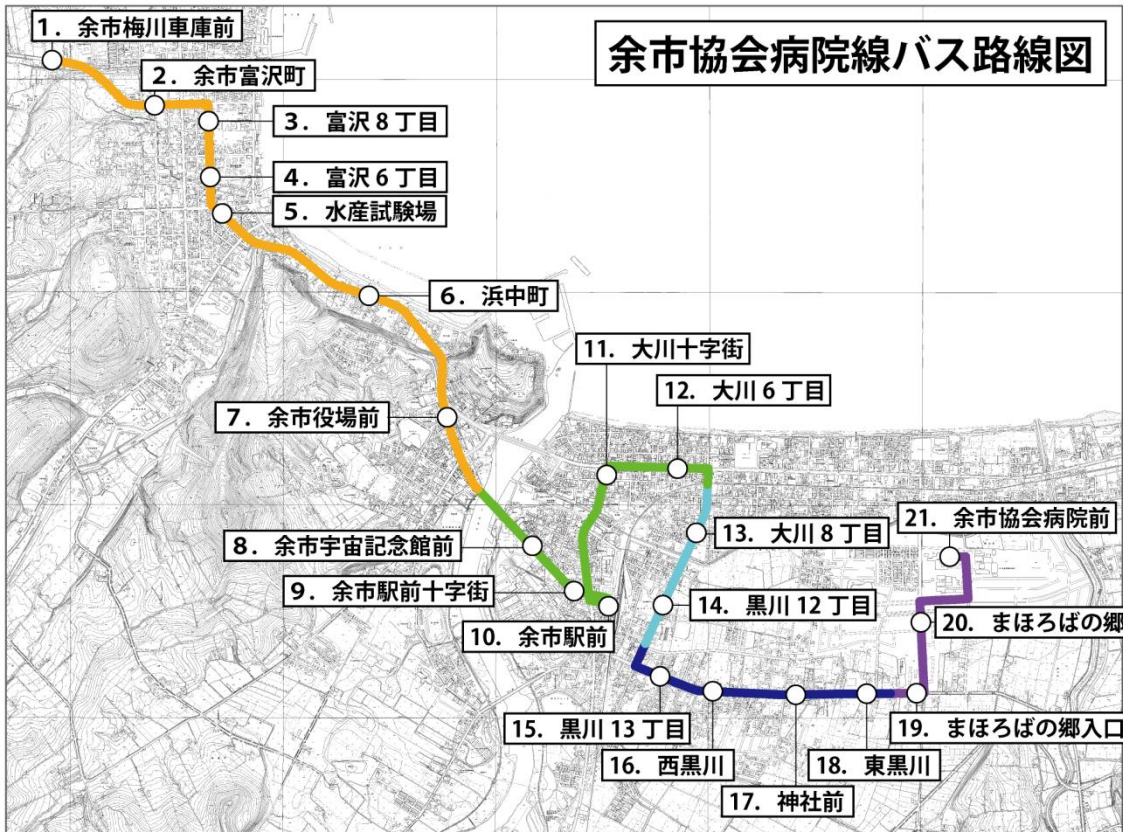 余市協会病院線バス路線図
1．余市梅川車庫前
2．余市富沢町
3．富沢8丁目
4．富沢6丁目
5．水産試験場
6．浜中町
7．余市役場前
8．余市宇宙記念館前
9．余市駅前十字街
10．余市駅前
11．大川十字街
12．大川6丁目
13．大川8丁目
14．黒川12丁目
15．黒川13丁目
16．西黒川
17．神社前
18．東黒川
19．まほろばの郷入口
20．まほろばの郷
21．余市協会病院前